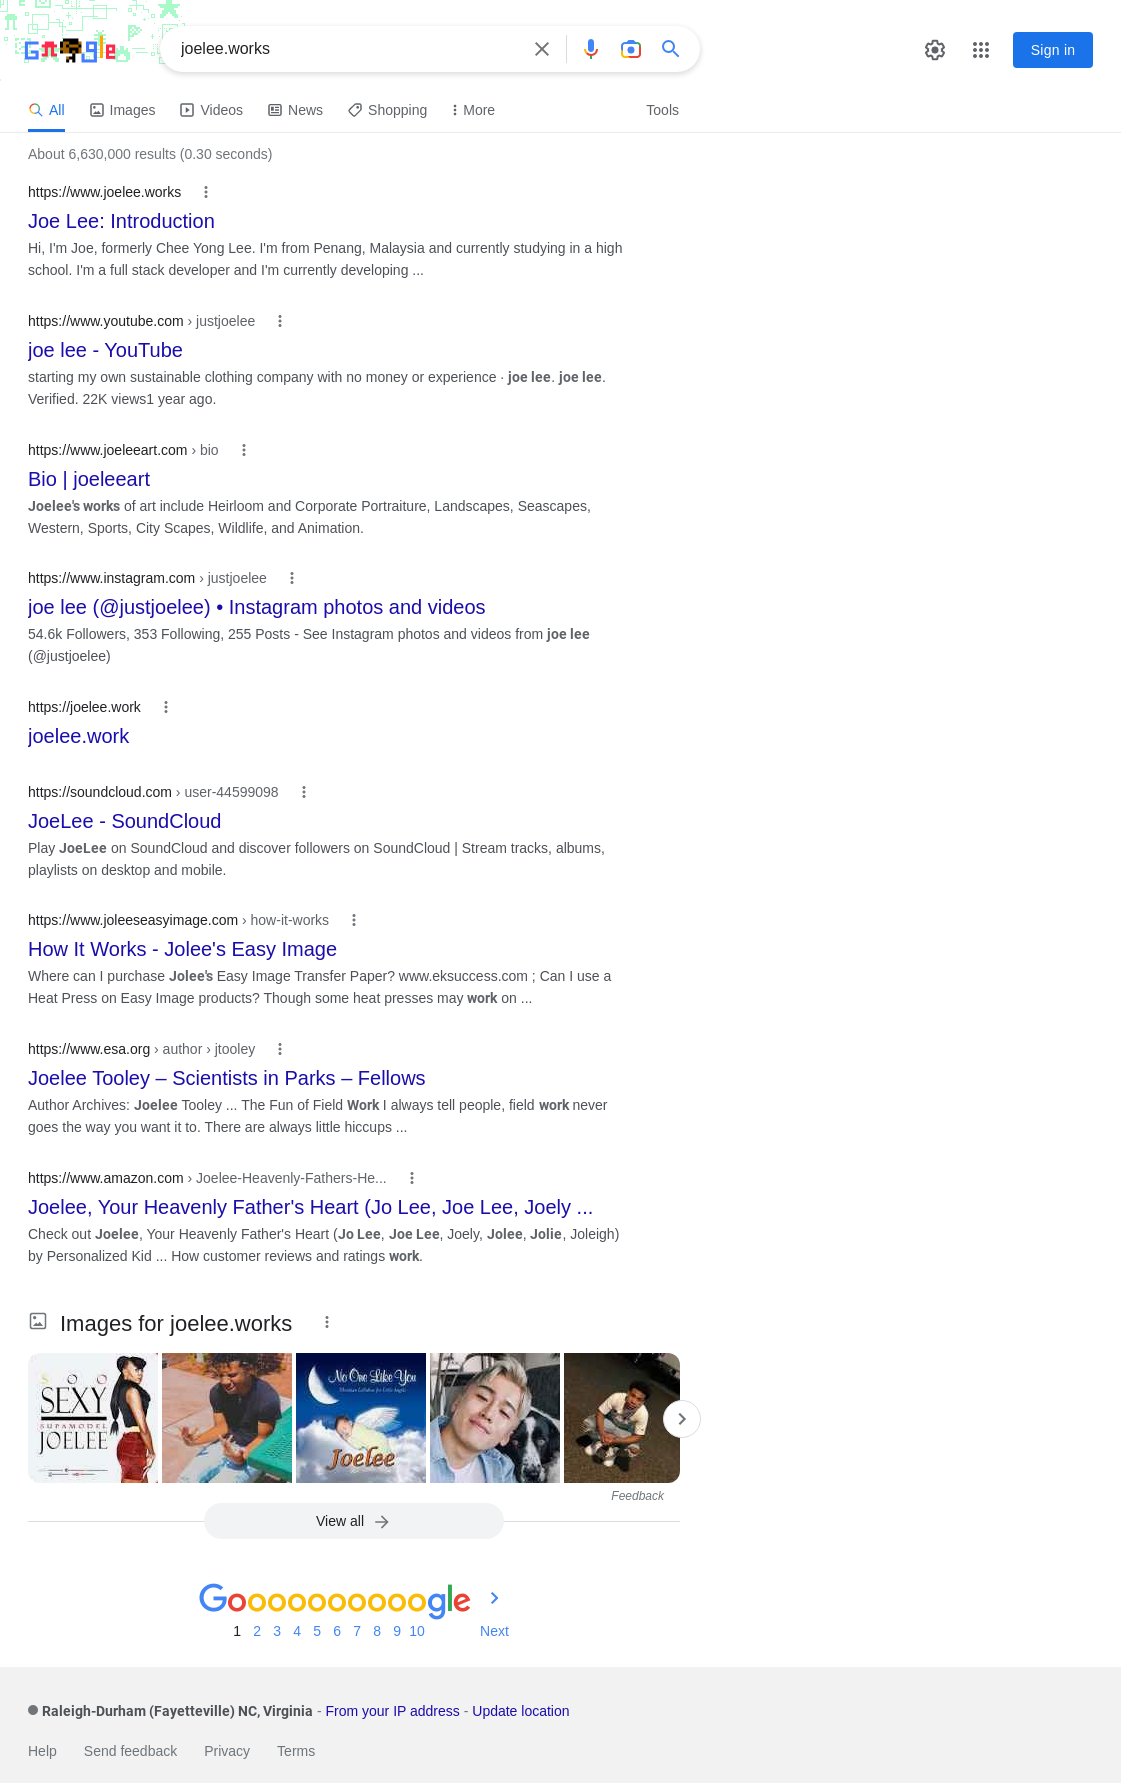 Google
joelee.works
Sign in
All Images Videos News Shopping More Tools
About 6,630,000 results (0.30 seconds)
https://www.joelee.works
Joe Lee: Introduction
Hi, I'm Joe, formerly Chee Yong Lee. I'm from Penang, Malaysia and currently studying in a high
school. I'm a full stack developer and I'm currently developing ...
https://www.youtube.com › justjoelee
joe lee - YouTube
starting my own sustainable clothing company with no money or experience · joe lee. joe lee.
Verified. 22K views1 year ago.
https://www.joeleeart.com › bio
Bio | joeleeart
Joelee's works of art include Heirloom and Corporate Portraiture, Landscapes, Seascapes,
Western, Sports, City Scapes, Wildlife, and Animation.
https://www.instagram.com › justjoelee
joe lee (@justjoelee) • Instagram photos and videos
54.6k Followers, 353 Following, 255 Posts - See Instagram photos and videos from joe lee
(@justjoelee)
https://joelee.work
joelee.work
https://soundcloud.com › user-44599098
JoeLee - SoundCloud
Play JoeLee on SoundCloud and discover followers on SoundCloud | Stream tracks, albums,
playlists on desktop and mobile.
https://www.joleeseasyimage.com › how-it-works
How It Works - Jolee's Easy Image
Where can I purchase Jolee's Easy Image Transfer Paper? www.eksuccess.com ; Can I use a
Heat Press on Easy Image products? Though some heat presses may work on ...
https://www.esa.org › author › jtooley
Joelee Tooley – Scientists in Parks – Fellows
Author Archives: Joelee Tooley ... The Fun of Field Work I always tell people, field work never
goes the way you want it to. There are always little hiccups ...
https://www.amazon.com › Joelee-Heavenly-Fathers-He...
Joelee, Your Heavenly Father's Heart (Jo Lee, Joe Lee, Joely ...
Check out Joelee, Your Heavenly Father's Heart (Jo Lee, Joe Lee, Joely, Jolee, Jolie, Joleigh)
by Personalized Kid ... How customer reviews and ratings work.
Images for joelee.works
SOO
SEXY
SUPAMODEL
JOELEE
No One Like You
Christian Lullabies for Little Angels
Joelee
Feedback
View all
Goooooooooogle
1 2 3 4 5 6 7 8 9 10 Next
Raleigh-Durham (Fayetteville) NC, Virginia - From your IP address - Update location
Help Send feedback Privacy Terms